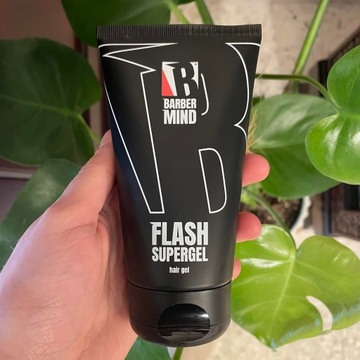 B
BARBER
MIND
FLASH
SUPERGEL
hair gel